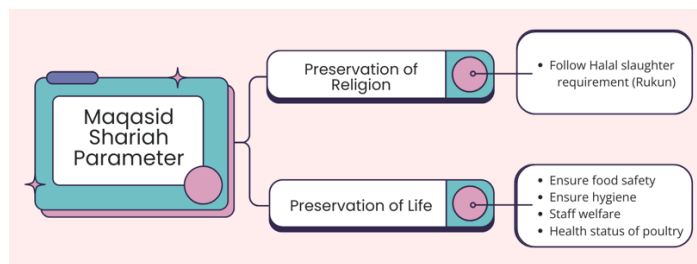 Maqasid
Shariah
Parameter
Preservation of
Religion
• Follow Halal slaughter
requirement (Rukun)
Preservation of Life
• Ensure food safety
• Ensure hygiene
• Staff welfare
• Health status of poultry